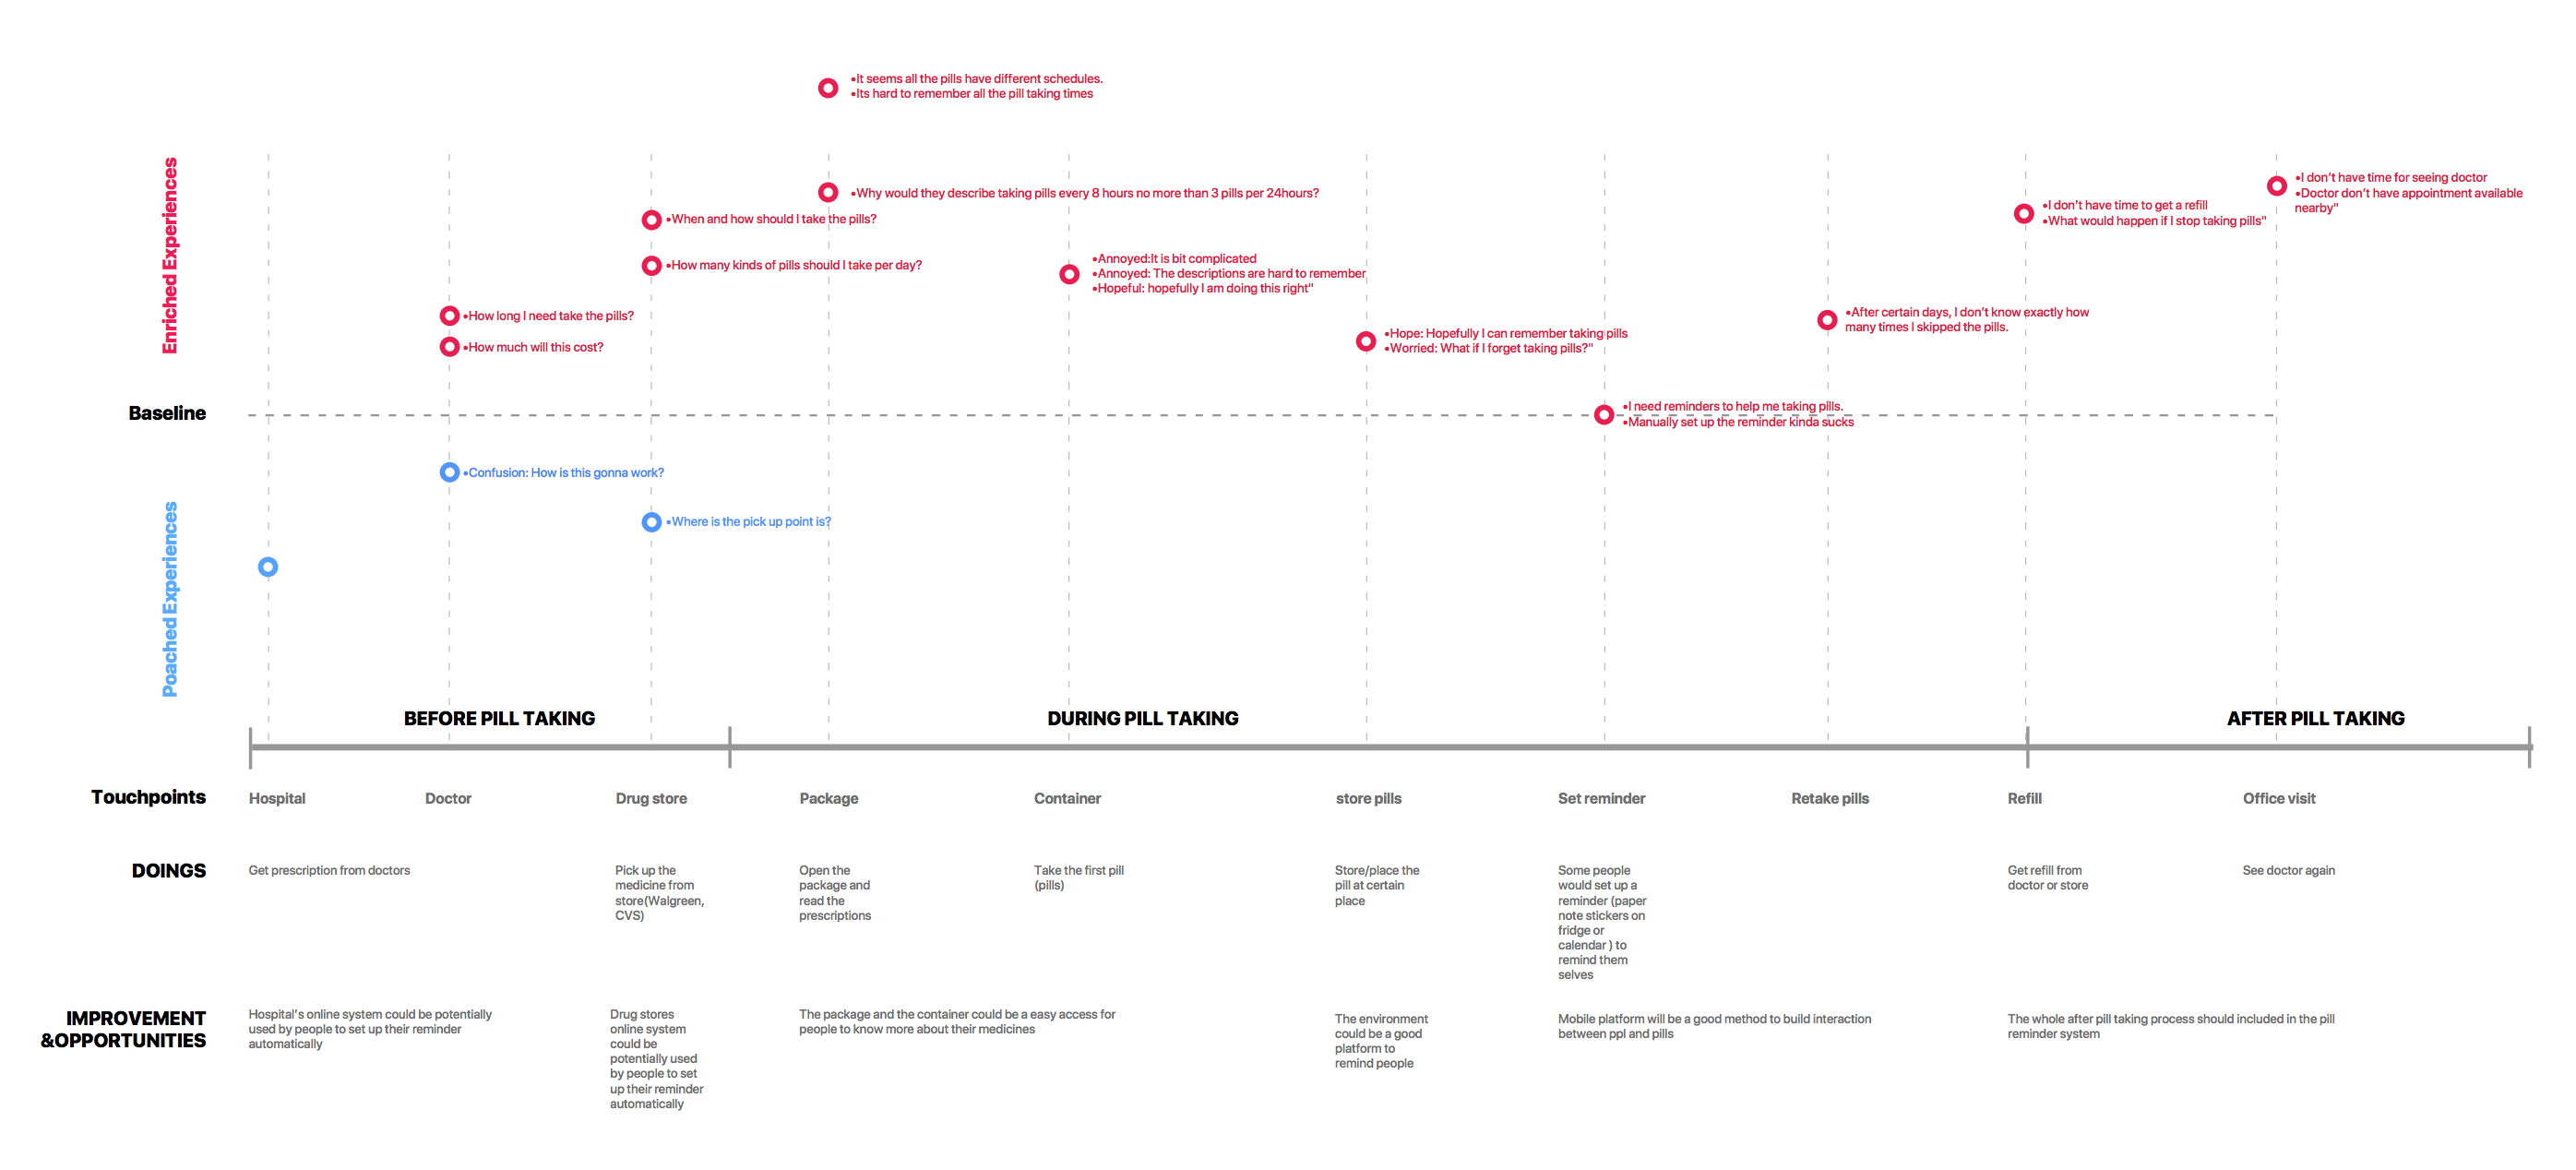 •It seems all the pills have different schedules.
•Its hard to remember all the pill taking times
Enriched Experiences
•Why would they describe taking pills every 8 hours no more than 3 pills per 24hours?
•I don't have time for seeing doctor
•Doctor don't have appointment available
nearby"
•When and how should I take the pills?
•I don't have time to get a refill
•What would happen if I stop taking pills"
•How many kinds of pills should I take per day?
•Annoyed:It is bit complicated
•Annoyed: The descriptions are hard to remember
•Hopeful: hopefully I am doing this right"
•How long I need take the pills?
•How much will this cost?
•Hope: Hopefully I can remember taking pills
•Worried: What if I forget taking pills?"
•After certain days, I don't know exactly how
many times I skipped the pills.
Baseline
•I need reminders to help me taking pills.
•Manually set up the reminder kinda sucks
Poached Experiences
•Confusion: How is this gonna work?
•Where is the pick up point is?
BEFORE PILL TAKING
DURING PILL TAKING
AFTER PILL TAKING
Touchpoints
Hospital
Doctor
Drug store
Package
Container
store pills
Set reminder
Retake pills
Refill
Office visit
DOINGS
Get prescription from doctors
Pick up the
medicine from
store(Walgreen,
CVS)
Open the
package and
read the
prescriptions
Take the first pill
(pills)
Store/place the
pill at certain
place
Some people
would set up a
reminder (paper
note stickers on
fridge or
calendar ) to
remind them
selves
Get refill from
doctor or store
See doctor again
IMPROVEMENT
&OPPORTUNITIES
Hospital's online system could be potentially
used by people to set up their reminder
automatically
Drug stores
online system
could be
potentially used
by people to set
up their reminder
automatically
The package and the container could be a easy access for
people to know more about their medicines
The environment
could be a good
platform to
remind people
Mobile platform will be a good method to build interaction
between ppl and pills
The whole after pill taking process should included in the pill
reminder system